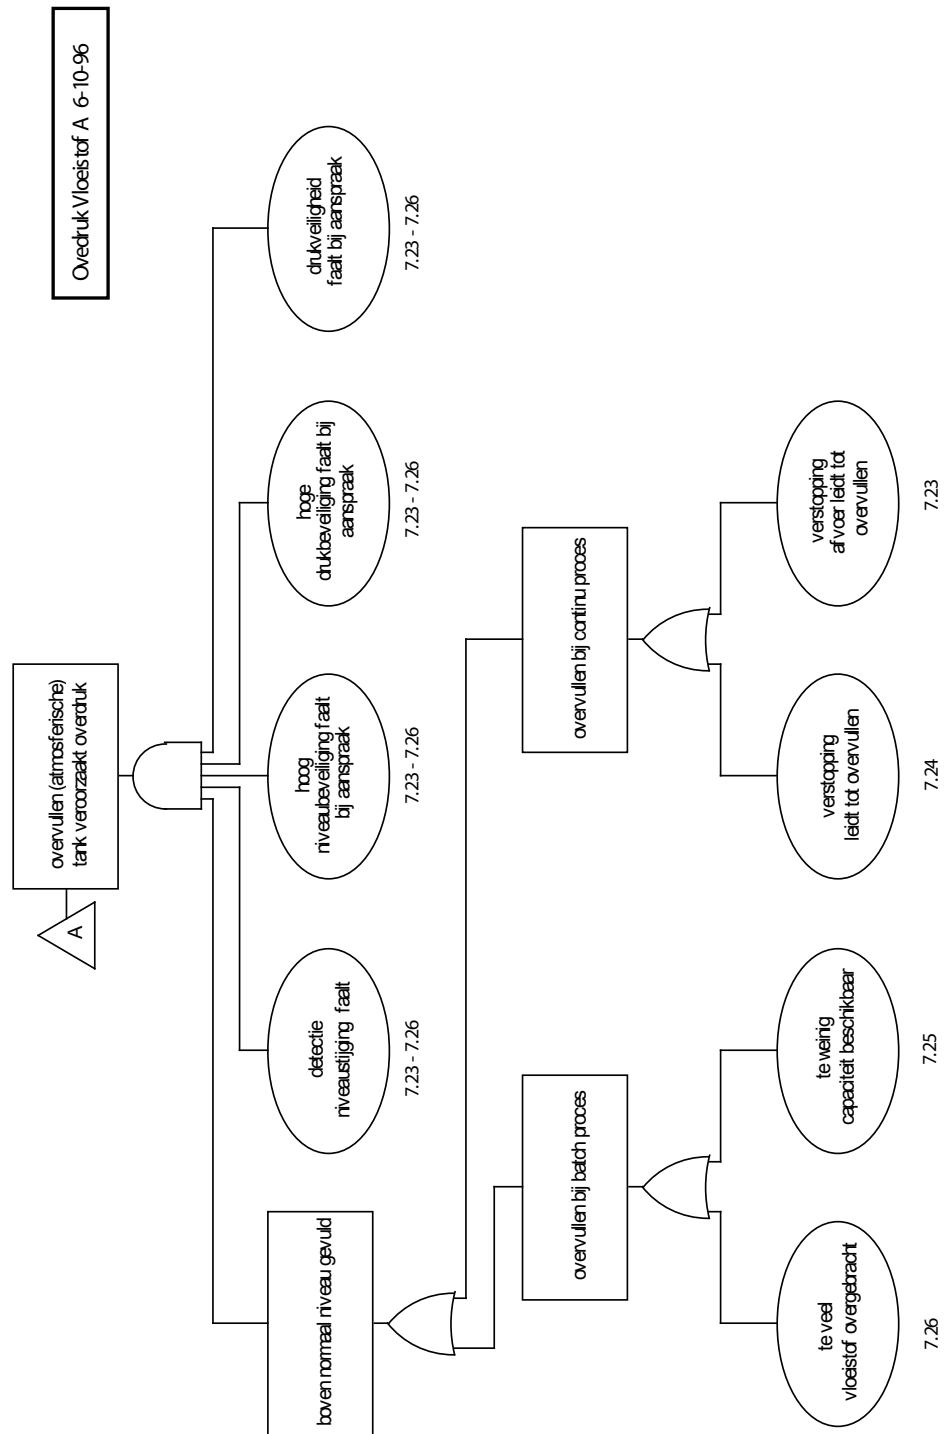 Ovedruk Vloeistof A 6-10-96
overvullen (atmosferische)
tank veroorzaakt overdruk
A
boven normaal niveau gevuld
detectie
niveaustijging faalt
7.23 - 7.26
hoog
niveaubeveiliging faalt
bij aanspraak
7.23 - 7.26
hoge
drukbeveiliging faalt bij
aanspraak
7.23 - 7.26
drukveiligheid
faalt bij aanspraak
7.23 - 7.26
overvullen bij batch proces
overvullen bij continu proces
te veel
vloeistof overgebracht
7.26
te weinig
capaciteit beschikbaar
7.25
verstopping
leidt tot overvullen
7.24
verstopping
afvoer leidt tot
overvullen
7.23